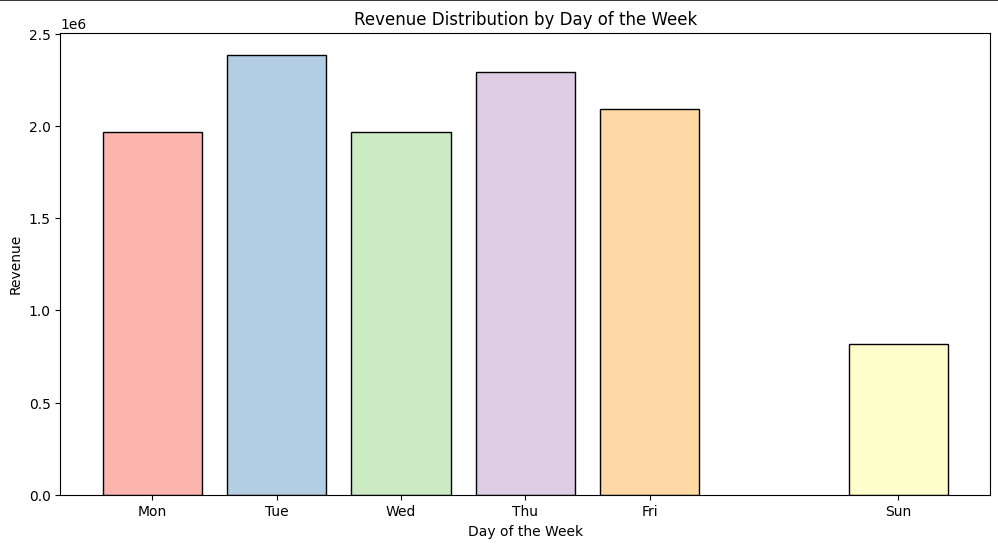 Revenue Distribution by Day of the Week
1e6
2.5
2.0
1.5
1.0
0.5
0.0
Revenue
Mon Tue Wed Thu Fri Sun
Day of the Week